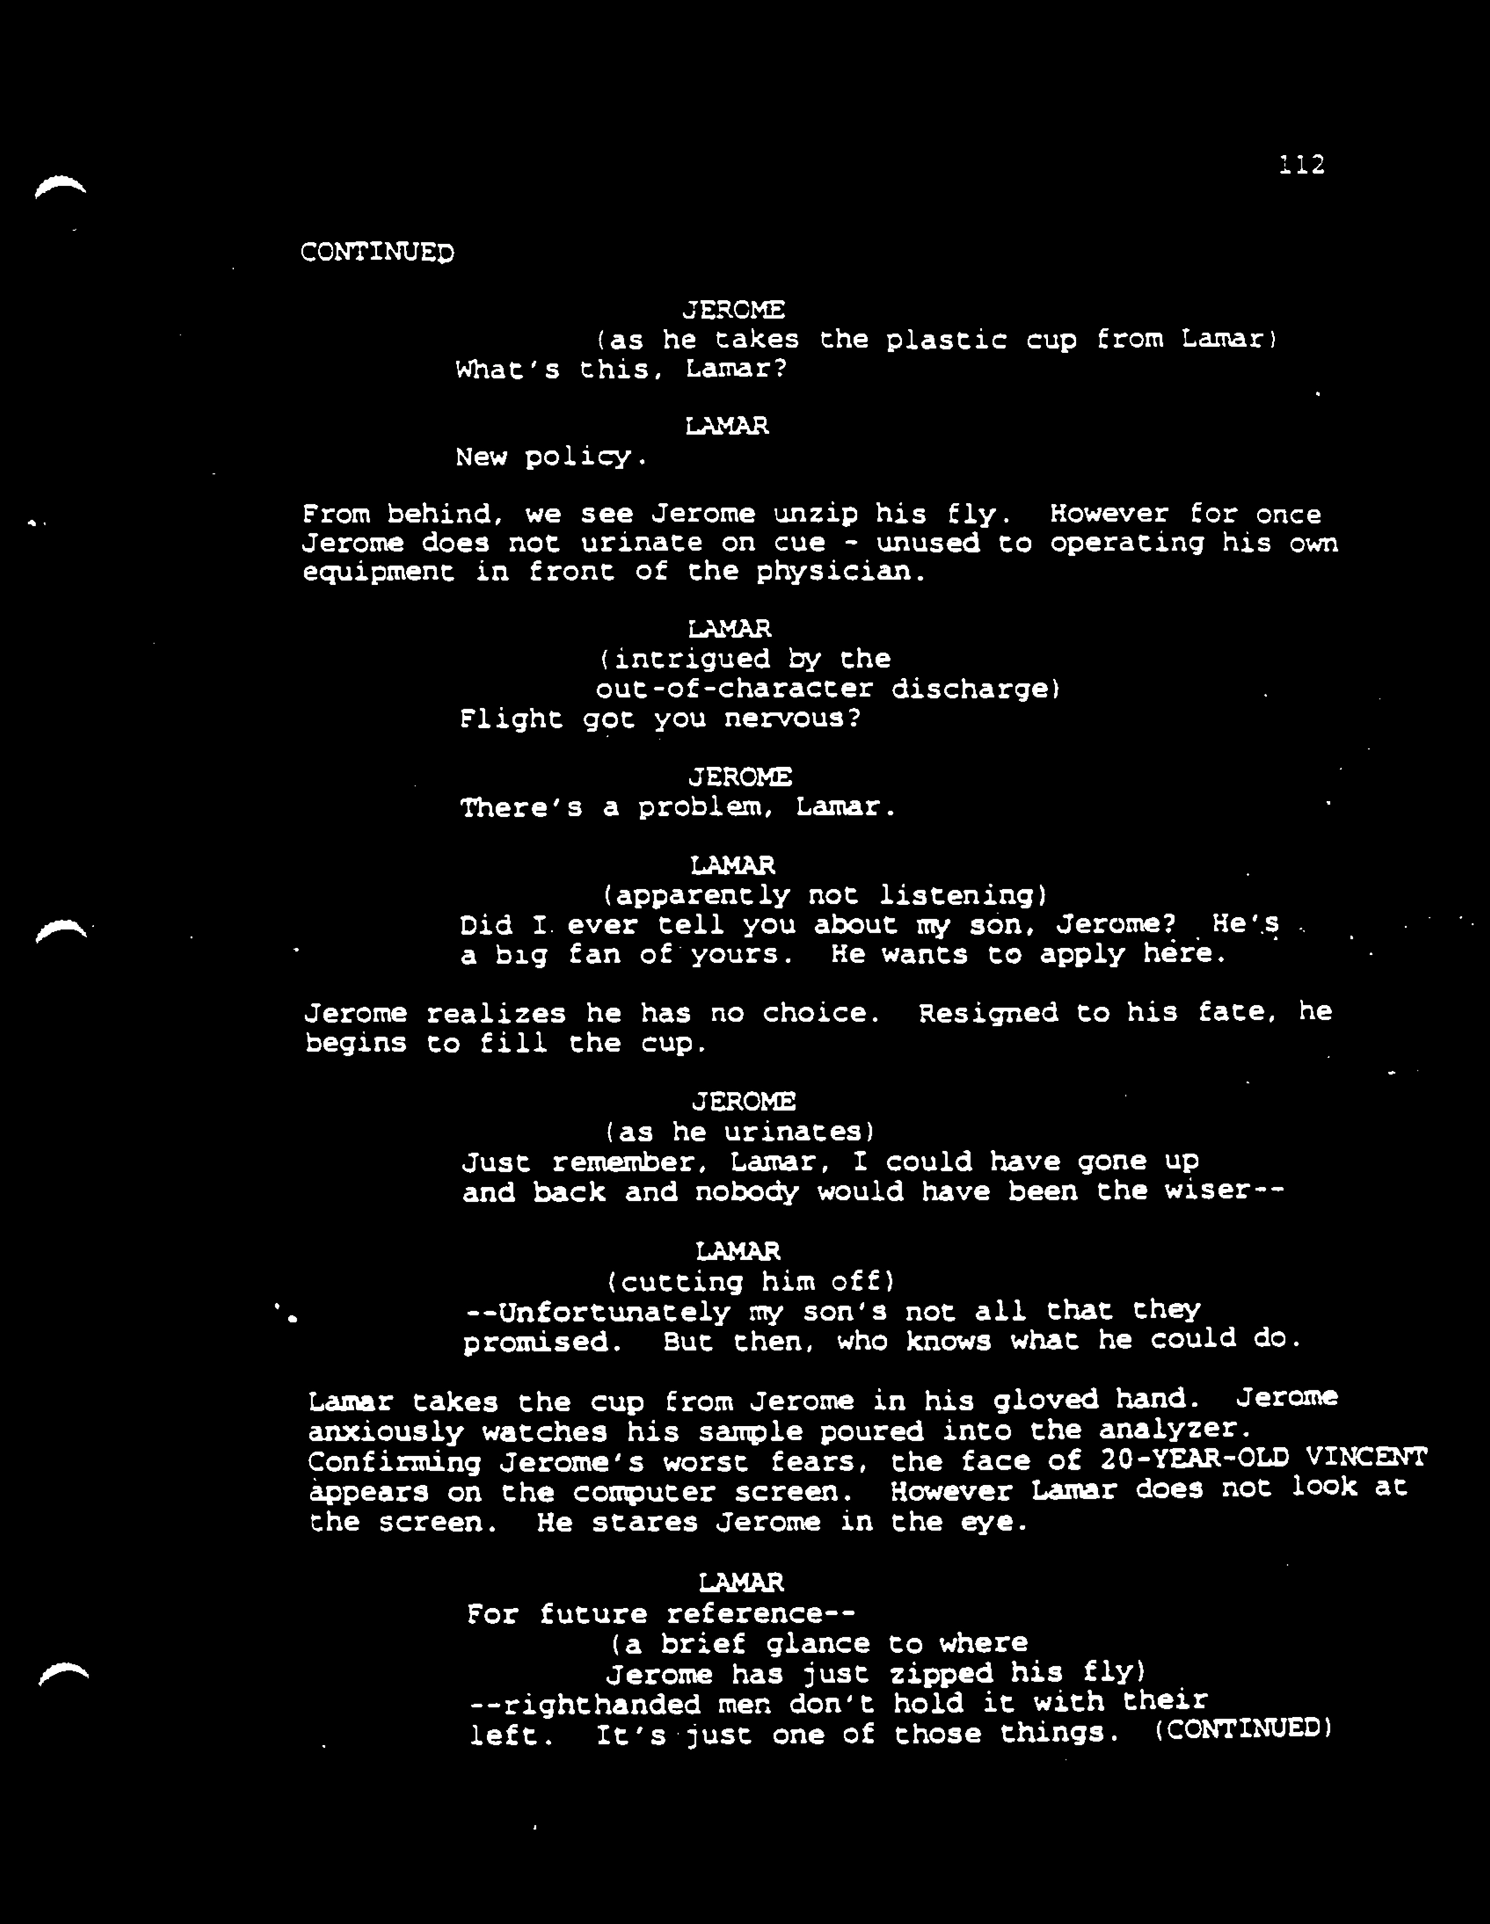 112
CONTINUED
JEROME
(as he takes the plastic cup from Lamar)
What's this, Lamar?
LAMAR
New policy.
From behind, we see Jerome unzip his fly.  However for once
Jerome does not urinate on cue - unused to operating his own
equipment in front of the physician.
LAMAR
(intrigued by the
out-of-character discharge)
Flight got you nervous?
JEROME
There's a problem, Lamar.
LAMAR
(apparently not listening)
Did I ever tell you about my son, Jerome?  He's
a big fan of yours.  He wants to apply here.
Jerome realizes he has no choice.  Resigned to his fate, he
begins to fill the cup.
JEROME
(as he urinates)
Just remember, Lamar, I could have gone up
and back and nobody would have been the wiser--
LAMAR
(cutting him off)
--Unfortunately my son's not all that they
promised.  But then, who knows what he could do.
Lamar takes the cup from Jerome in his gloved hand.  Jerome
anxiously watches his sample poured into the analyzer.
Confirming Jerome's worst fears, the face of 20-YEAR-OLD VINCENT
appears on the computer screen.  However Lamar does not look at
the screen.  He stares Jerome in the eye.
LAMAR
For future reference--
(a brief glance to where
Jerome has just zipped his fly)
--righthanded men don't hold it with their
left.  It's just one of those things. (CONTINUED)